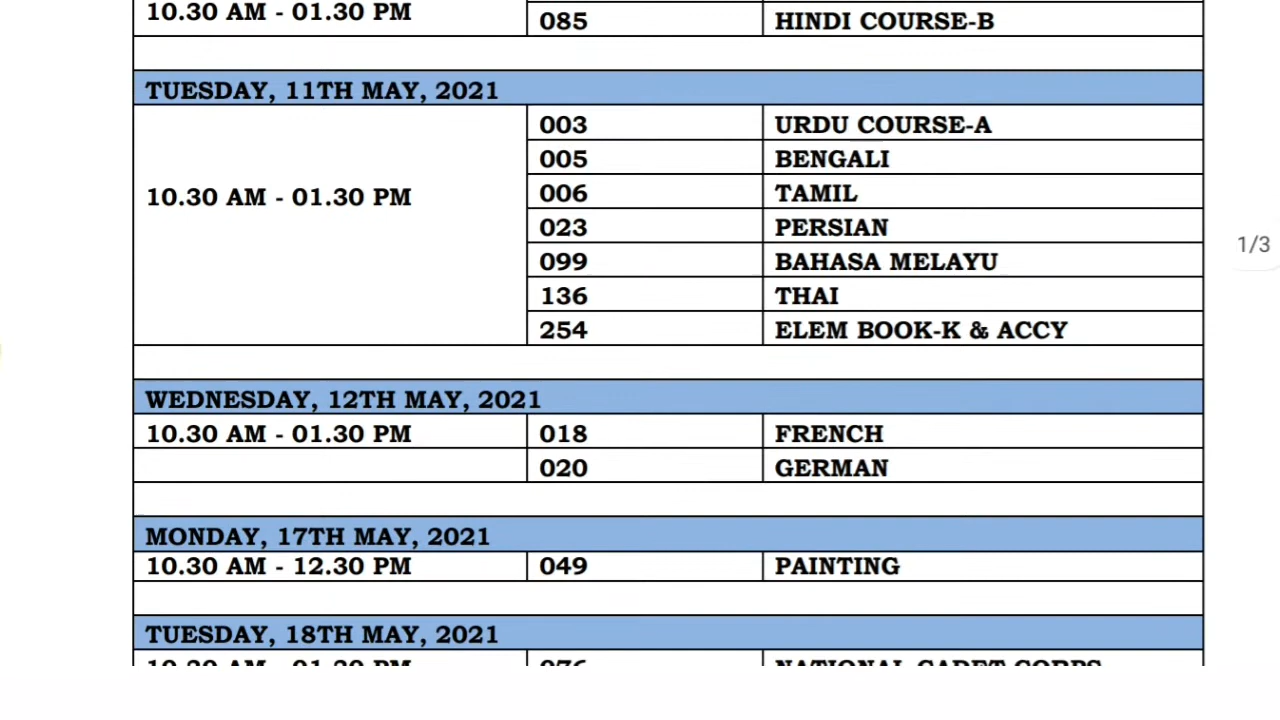 10.30 AM - 01.30 PM
085 HINDI COURSE-B
TUESDAY, 11TH MAY, 2021
003 URDU COURSE-A
005 BENGALI
10.30 AM - 01.30 PM 006 TAMIL
023 PERSIAN
099 BAHASA MELAYU
136 THAI
254 ELEM BOOK-K & ACCY
WEDNESDAY, 12TH MAY, 2021
10.30 AM - 01.30 PM 018 FRENCH
020 GERMAN
MONDAY, 17TH MAY, 2021
10.30 AM - 12.30 PM 049 PAINTING
TUESDAY, 18TH MAY, 2021
10.30 AM - 01.30 PM 076 NATIONAL CADET CORPS
1/3